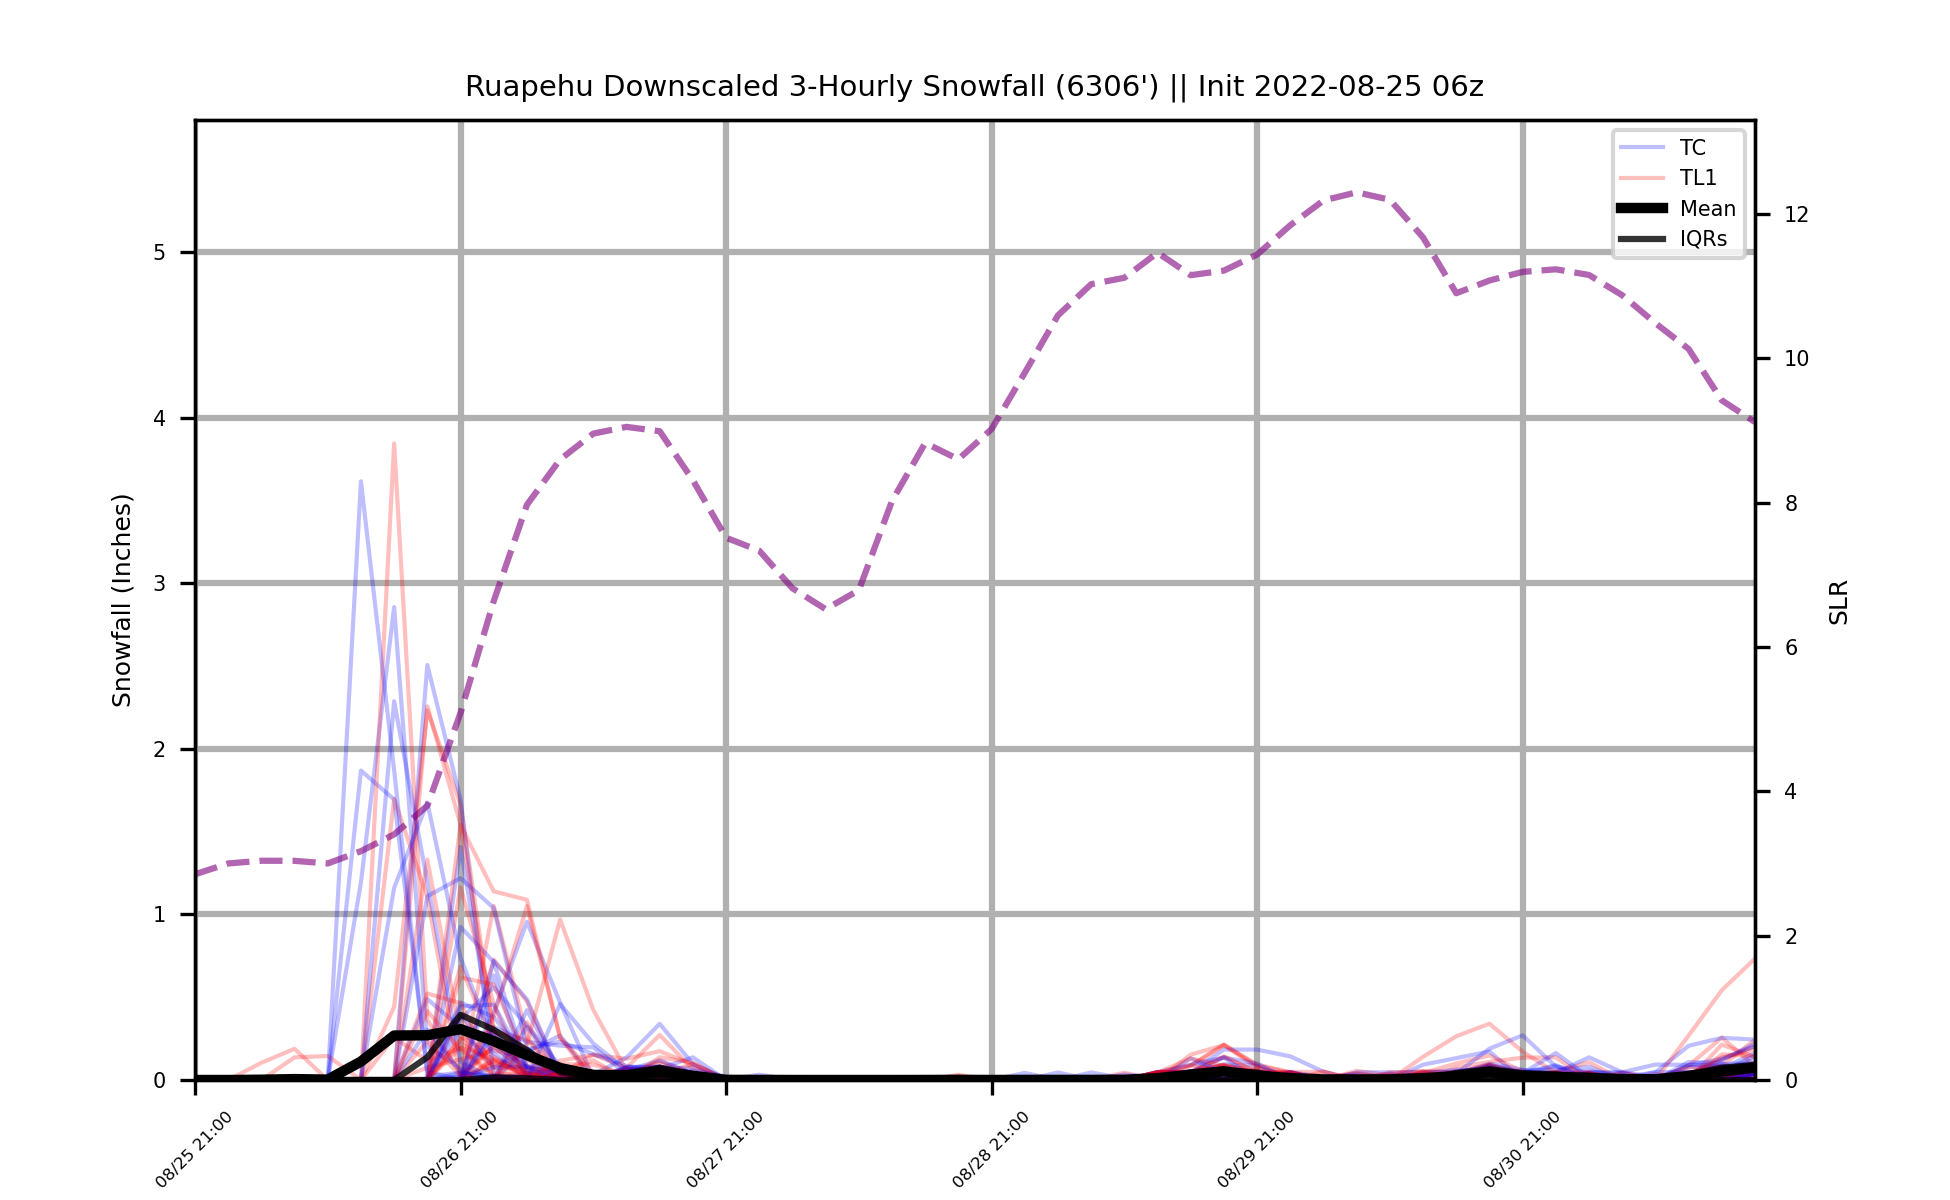 Ruapehu Downscaled 3-Hourly Snowfall (6306') || Init 2022-08-25 06z
TC
TL1
Mean
IQRs
Snowfall (Inches)
5
4
3
2
1
0
SLR
12
10
8
6
4
2
0
08/25 21:00
08/26 21:00
08/27 21:00
08/28 21:00
08/29 21:00
08/30 21:00